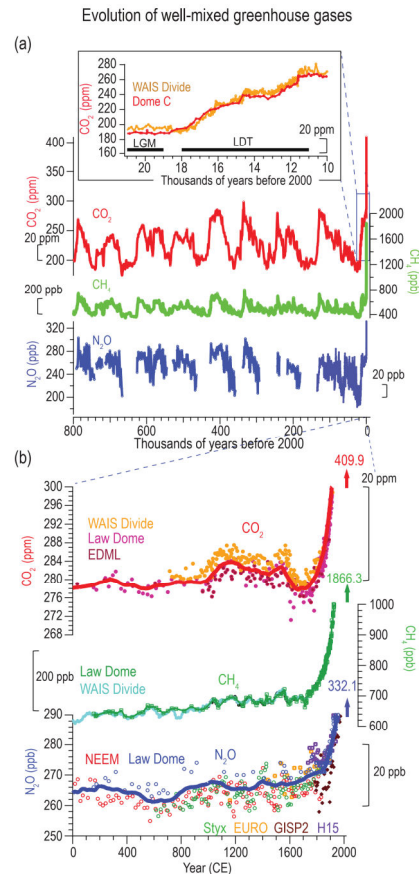 Evolution of well-mixed greenhouse gases
(a)
WAIS Divide
Dome C
CO₂ (ppm)
280
260
240
220
200
188
160
LGM
LDT
20 ppm
20 18 16 14 12 10
Thousands of years before 2000
CO₂ (ppm)
400
350
300
250
200
20 ppm
CO₂
2000
1600
1200
CH₄ (ppb)
200 ppb
CH₄
800
400
N₂O (ppb)
320
280
240
200
N₂O
20 ppb
800 600 400 200 0
Thousands of years before 2000
(b)
409.9
20 ppm
CO₂ (ppm)
300
296
292
288
284
280
276
272
268
WAIS Divide
Law Dome
EDML
CO₂
1866.3
200 ppb
Law Dome
WAIS Divide
CH₄
1000
900
800
700
600
CH₄ (ppb)
332.1
N₂O (ppb)
290
280
270
260
250
NEEM
Law Dome
N₂O
20 ppb
Styx EURO GISP2 H15
0 400 800 1200 1600 2000
Year (CE)